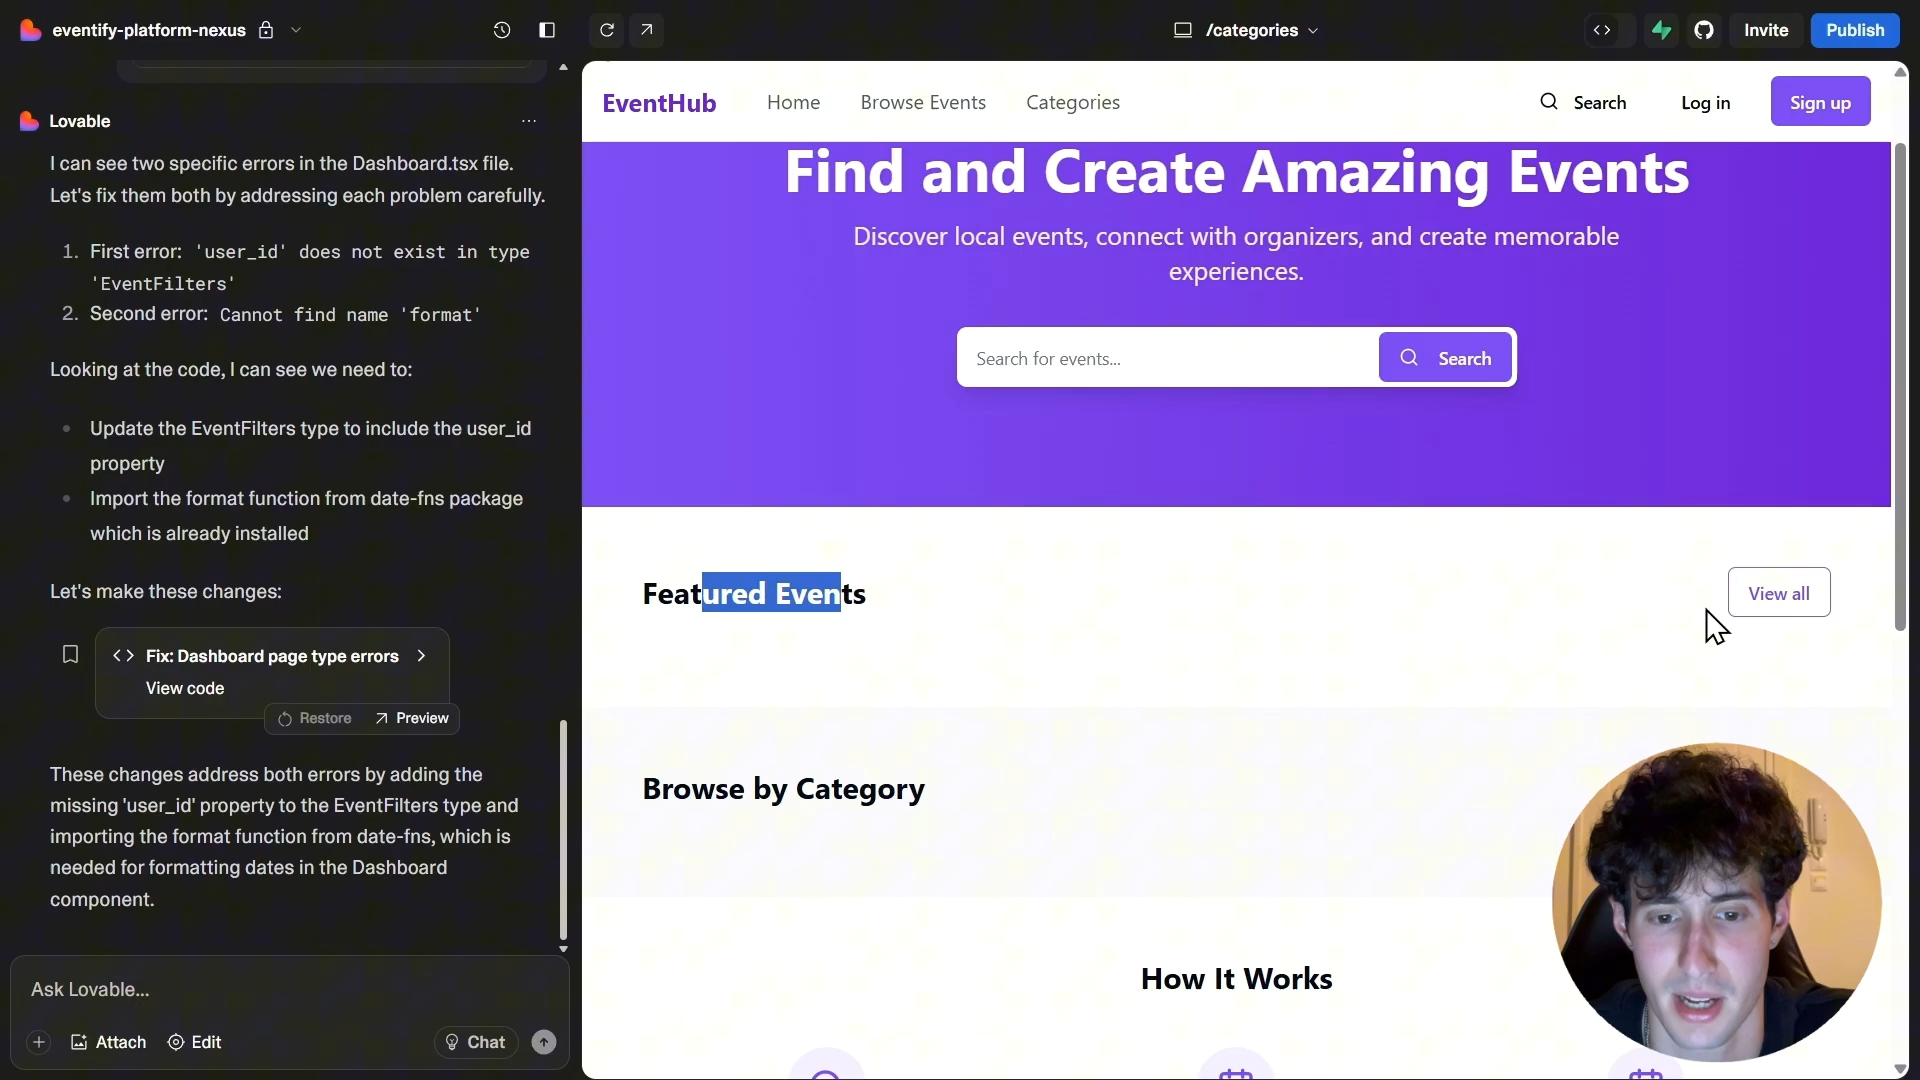 eventify-platform-nexus
/categories
Invite
Publish
Lovable
I can see two specific errors in the Dashboard.tsx file.
Let's fix them both by addressing each problem carefully.
1. First error: 'user_id' does not exist in type
'EventFilters'
2. Second error: Cannot find name 'format'
Looking at the code, I can see we need to:
Update the EventFilters type to include the user_id
property
Import the format function from date-fns package
which is already installed
Let's make these changes:
Fix: Dashboard page type errors
View code
Restore
Preview
These changes address both errors by adding the
missing 'user_id' property to the EventFilters type and
importing the format function from date-fns, which is
needed for formatting dates in the Dashboard
component.
Ask Lovable...
Attach
Edit
Chat
EventHub
Home
Browse Events
Categories
Search
Log in
Sign up
Find and Create Amazing Events
Discover local events, connect with organizers, and create memorable
experiences.
Search for events...
Search
Featured Events
View all
Browse by Category
How It Works